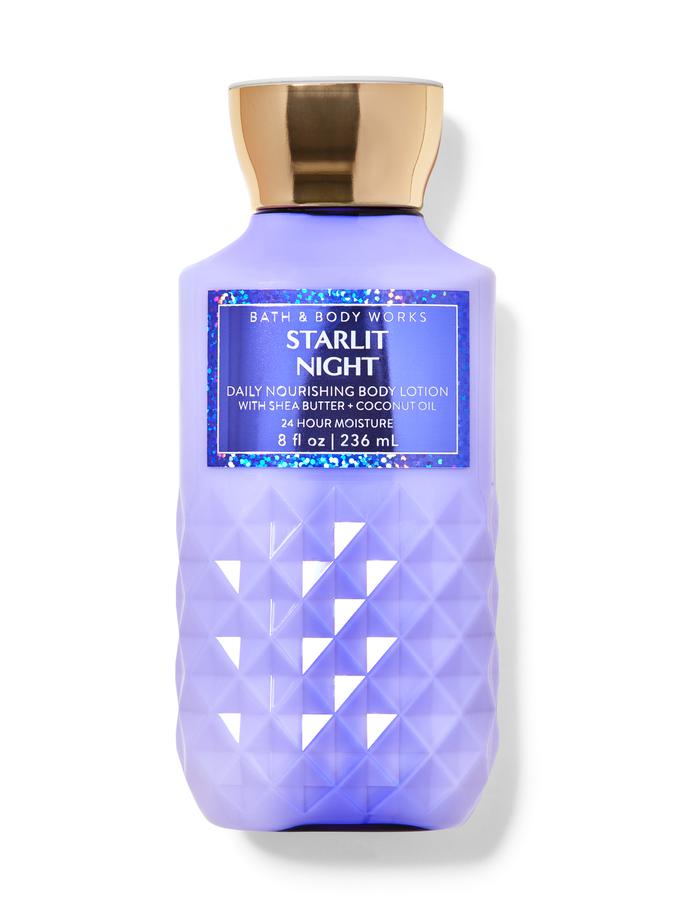 BATH & BODY WORKS
STARLIT
NIGHT
DAILY NOURISHING BODY LOTION
WITH SHEA BUTTER + COCONUT OIL
24 HOUR MOISTURE
8 fl oz | 236 mL